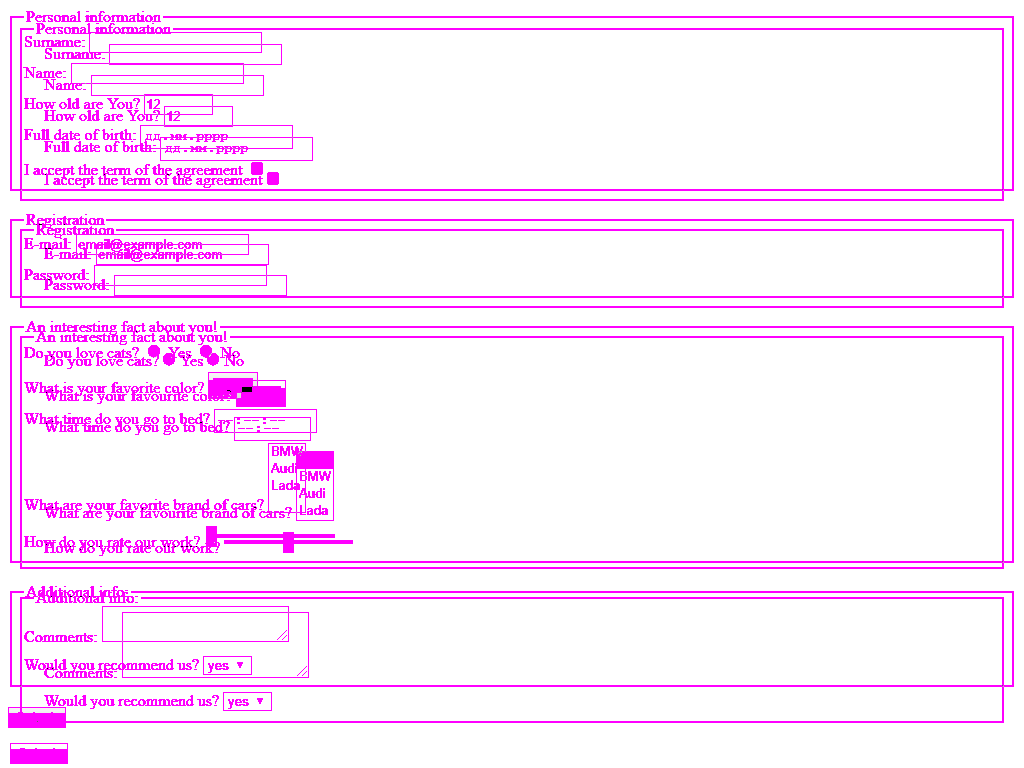 Personal information
Personal information
Surname:
Surname:
Name:
Name:
How old are You? 12
How old are You? 12
Full date of birth: дд.мм.гггг
Full date of birth: дд.мм.гггг
I accept the term of the agreement
I accept the term of the agreement
Registration
Registration
E-mail: email@example.com
E-mail: email@example.com
Password:
Password:
An interesting fact about you!
An interesting fact about you!
Do you love cats? Yes No
Do you love cats? Yes No
What is your favorite color?
What is your favourite color?
What time do you go to bed? --:--:--
What time do you go to bed? --:--
BMW
Audi
BMW
Lada
Audi
What are your favorite brand of cars?
Lada
What are your favourite brand of cars?
How do you rate our work?
How do you rate our work?
Additional info:
Additional info:
Comments:
Would you recommend us? yes
Comments:
Would you recommend us? yes